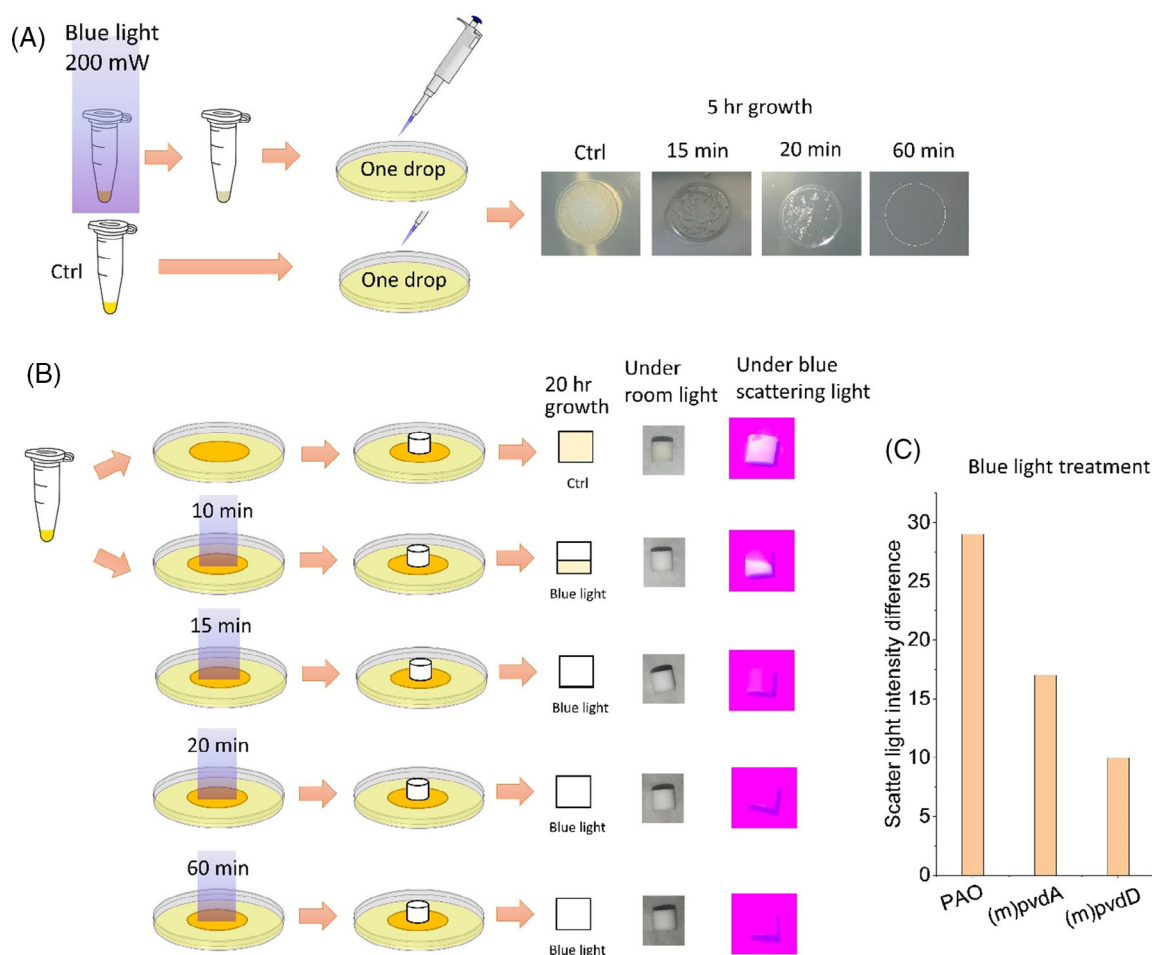 (A)
Blue light
200 mW
One drop
Ctrl
One drop
5 hr growth
Ctrl 15 min 20 min 60 min
(B)
20 hr
growth
Under
room light
Under blue
scattering light
Ctrl
10 min
Blue light
15 min
Blue light
20 min
Blue light
60 min
Blue light
(C)
Blue light treatment
Scatter light intensity difference
30
25
20
15
10
5
0
PAO (m)pvdA (m)pvdD